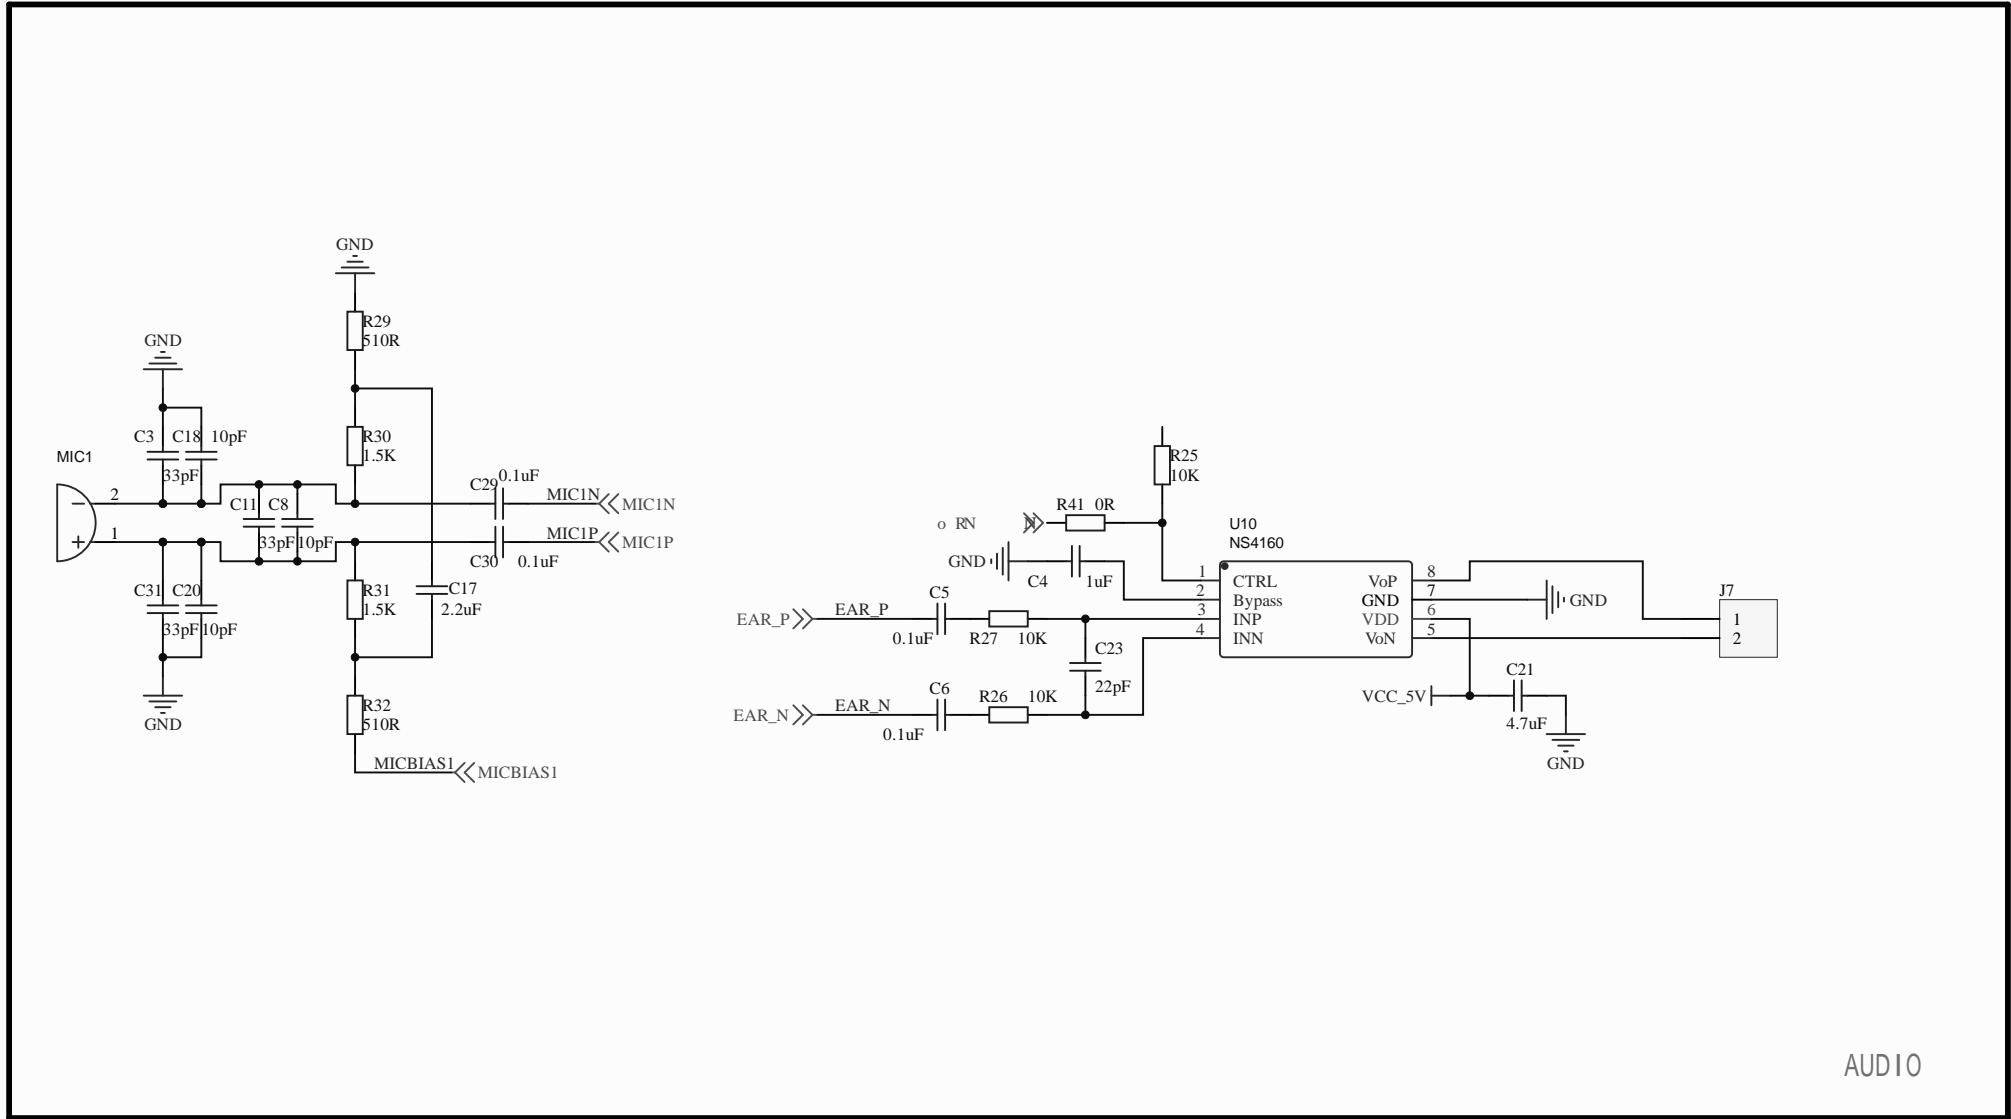 GND
R29
510R
GND
R30
1.5K
C3 C18 10pF
33pF
MIC1
2
1
C11 C8
33pF 10pF
C29 0.1uF
MIC1N MIC1N
MIC1P MIC1P
C30 0.1uF
C31 C20
33pF 10pF
R31
1.5K
C17
2.2uF
GND
R32
510R
MICBIAS1 MICBIAS1
R25
10K
R41 0R
GND
C4 1uF
U10
NS4160
1 CTRL
2 Bypass
3 INP
4 INN
VoP 8
GND 7
VDD 6
VoN 5
EAR_P EAR_P
C5
0.1uF
R27 10K
C23
22pF
EAR_N EAR_N
C6
0.1uF
R26 10K
GND
J7
1
2
VCC_5V
C21
4.7uF
GND
AUDIO